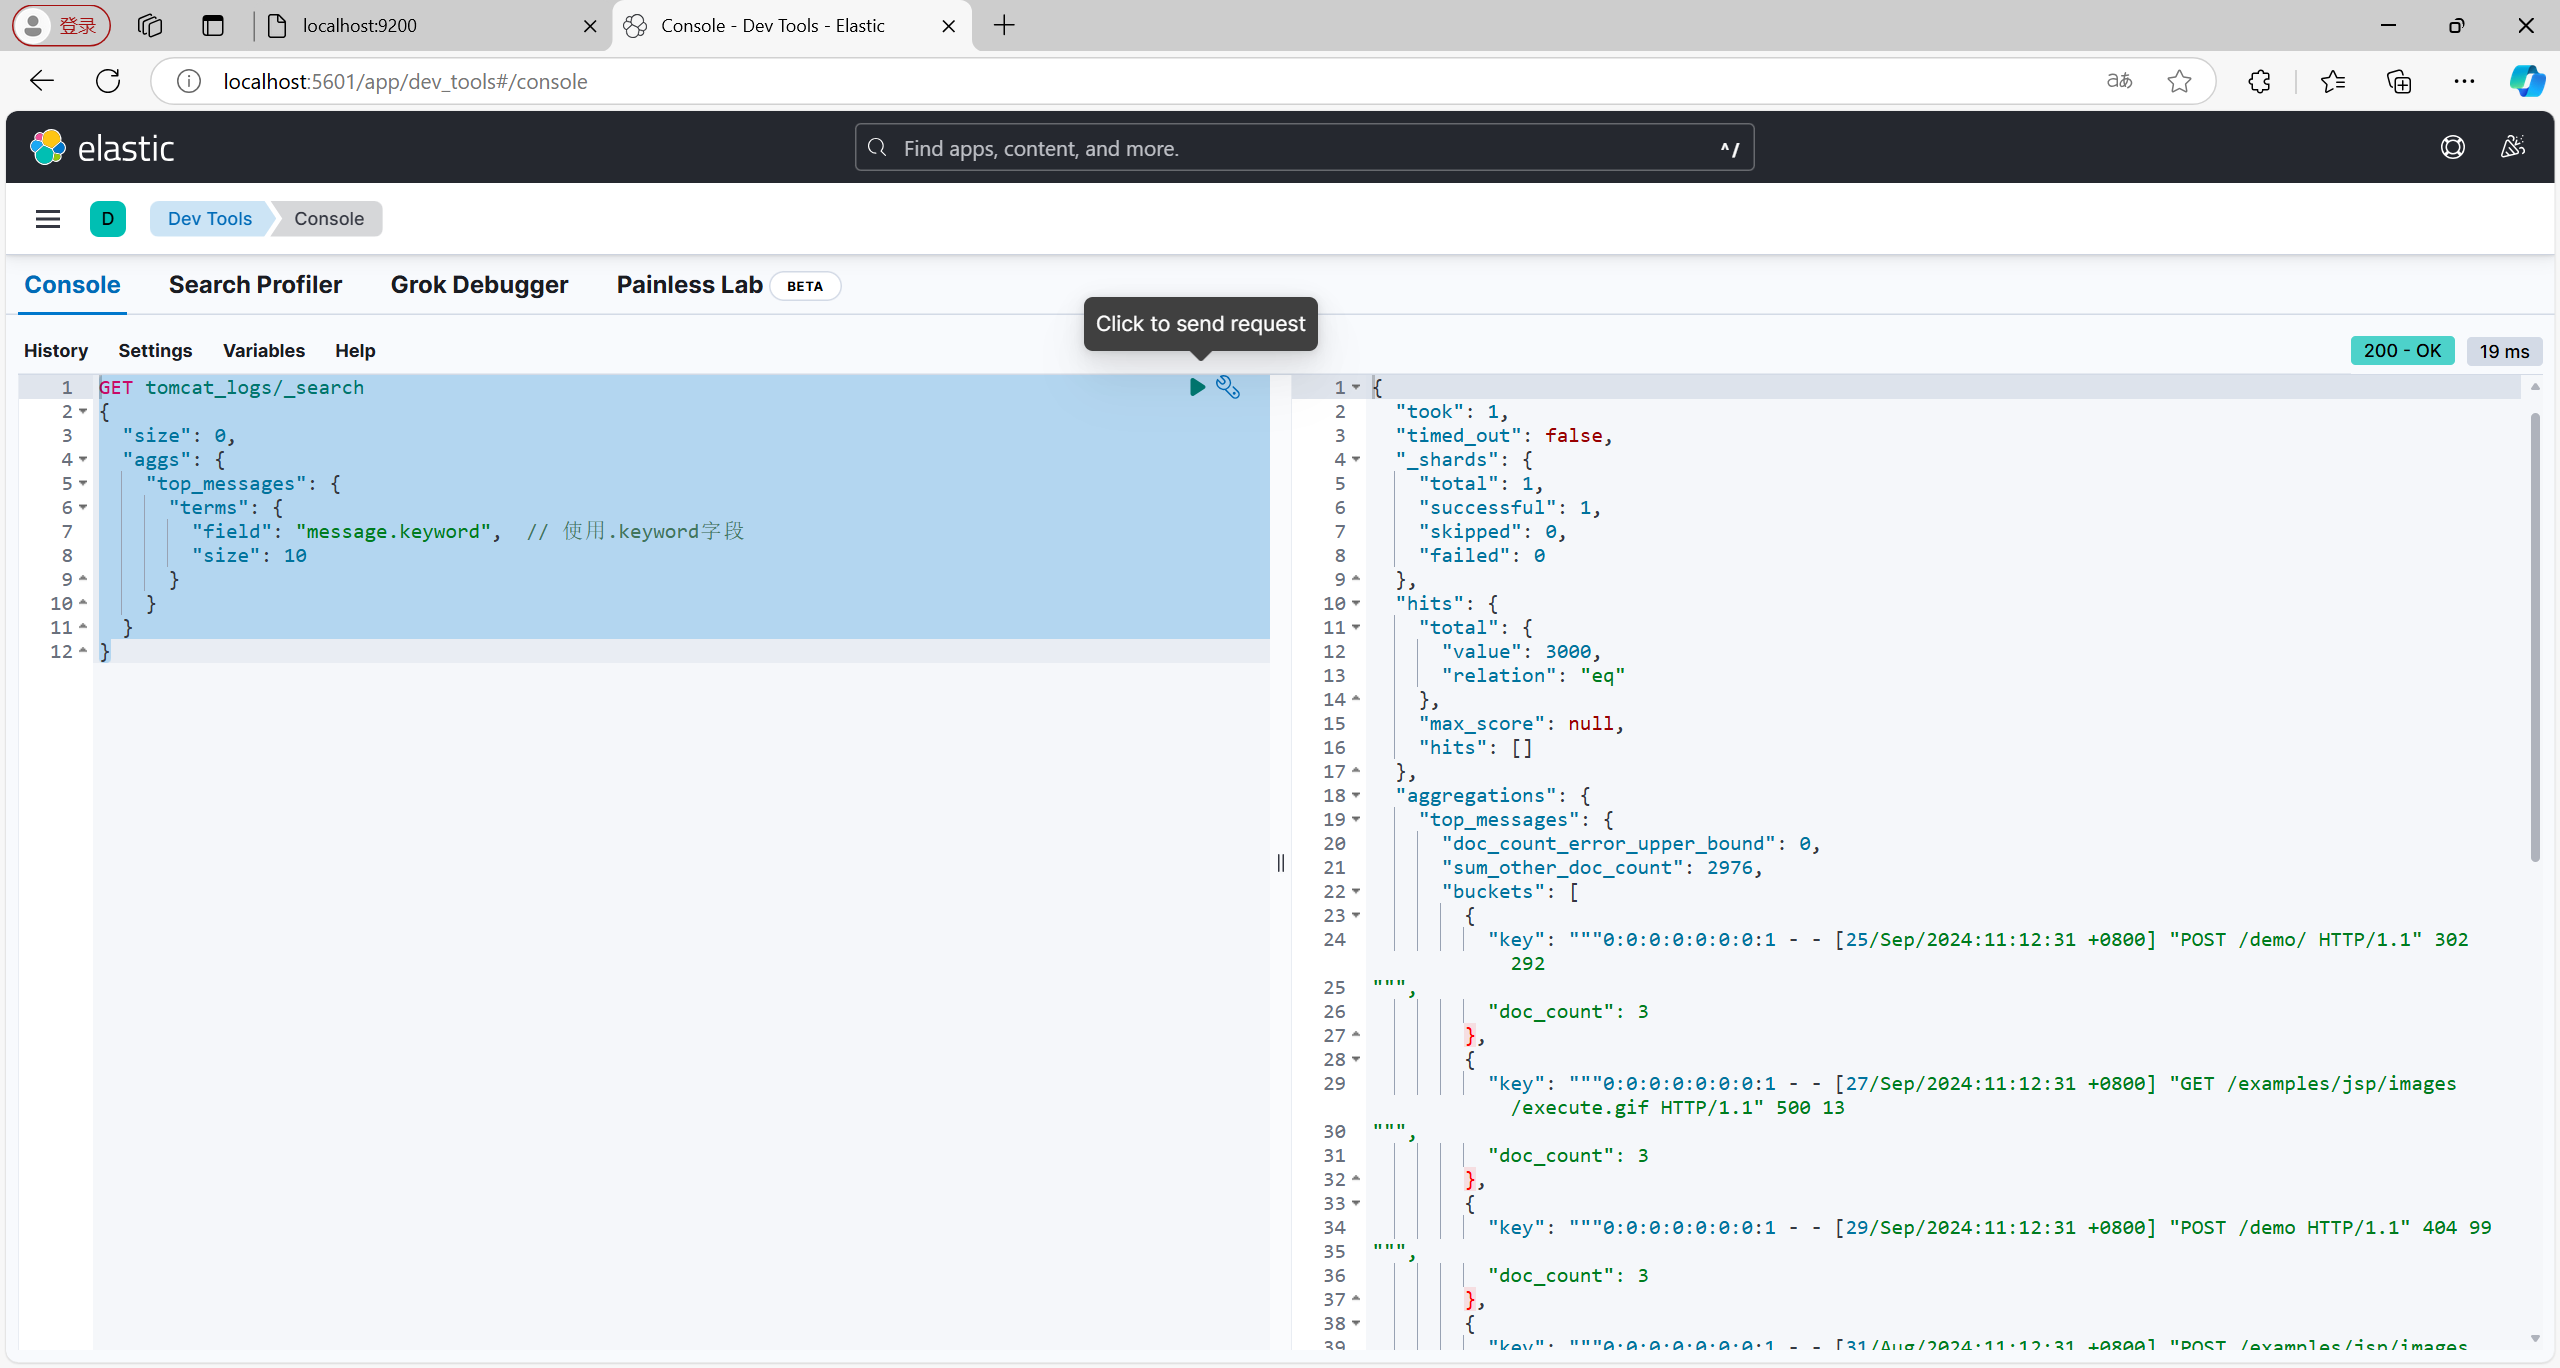 登录
localhost:9200
Console - Dev Tools - Elastic
localhost:5601/app/dev_tools#/console
aあ
elastic
Find apps, content, and more.
^/
D
Dev Tools
Console
Console
Search Profiler
Grok Debugger
Painless Lab
BETA
Click to send request
History
Settings
Variables
Help
200 - OK
19 ms
1 GET tomcat_logs/_search
2 {
3 "size": 0,
4 "aggs": {
5 "top_messages": {
6 "terms": {
7 "field": "message.keyword", // 使用.keyword字段
8 "size": 10
9 }
10 }
11 }
12 }
1 {
2 "took": 1,
3 "timed_out": false,
4 "_shards": {
5 "total": 1,
6 "successful": 1,
7 "skipped": 0,
8 "failed": 0
9 },
10 "hits": {
11 "total": {
12 "value": 3000,
13 "relation": "eq"
14 },
15 "max_score": null,
16 "hits": []
17 },
18 "aggregations": {
19 "top_messages": {
20 "doc_count_error_upper_bound": 0,
21 "sum_other_doc_count": 2976,
22 "buckets": [
23 {
24 "key": """0:0:0:0:0:0:0:1 - - [25/Sep/2024:11:12:31 +0800] "POST /demo/ HTTP/1.1" 302
292
25 """,
26 "doc_count": 3
27 },
28 {
29 "key": """0:0:0:0:0:0:0:1 - - [27/Sep/2024:11:12:31 +0800] "GET /examples/jsp/images
/execute.gif HTTP/1.1" 500 13
30 """,
31 "doc_count": 3
32 },
33 {
34 "key": """0:0:0:0:0:0:0:1 - - [29/Sep/2024:11:12:31 +0800] "POST /demo HTTP/1.1" 404 99
35 """,
36 "doc_count": 3
37 },
38 {
39 "key": """0:0:0:0:0:0:0:1 - - [31/Aug/2024:11:12:31 +0800] "POST /examples/jsp/images